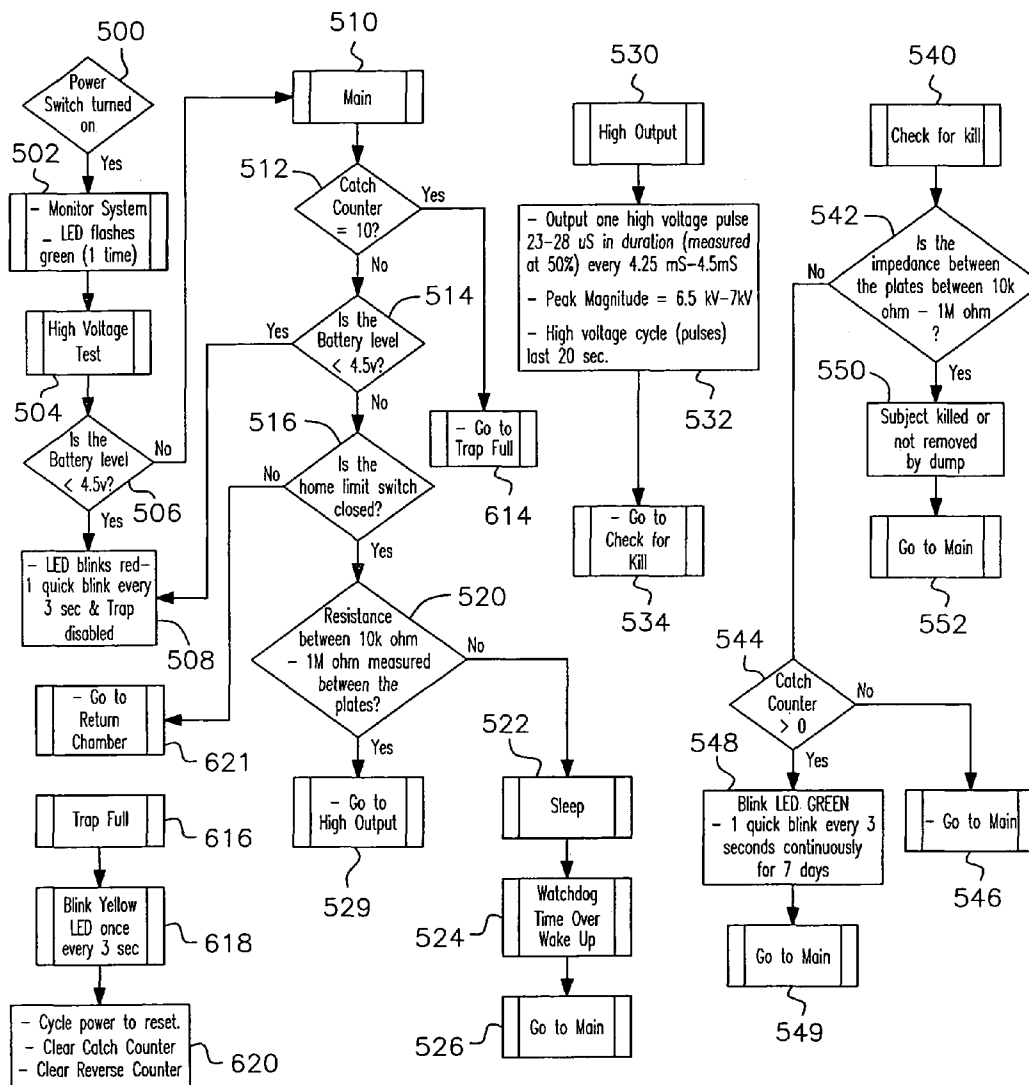 500
Power
Switch turned
on
Yes
502
- Monitor System
- LED flashes
green (1 time)
High Voltage
Test
504
Is the
Battery level
< 4.5v?
No
506
Yes
- LED blinks red-
1 quick blink every
3 sec & Trap
disabled
508
- Go to
Return
Chamber
621
Trap Full
616
Blink Yellow
LED once
every 3 sec
618
- Cycle power to reset.
- Clear Catch Counter
- Clear Reverse Counter
620
510
Main
512
Catch
Counter
= 10?
Yes
No
514
Is the
Battery level
< 4.5v?
Yes
No
516
Is the
home limit switch
closed?
No
Yes
- Go to
Trap Full
614
520
Resistance
between 10k ohm
- 1M ohm measured
between the
plates?
No
Yes
- Go to
High Output
529
522
Sleep
Watchdog
Time Over
Wake Up
524
Go to Main
526
530
High Output
- Output one high voltage pulse
23-28 uS in duration (measured
at 50%) every 4.25 mS-4.5mS
- Peak Magnitude = 6.5 kV-7kV
- High voltage cycle (pulses)
last 20 sec.
532
- Go to
Check for
Kill
534
540
Check for kill
542
Is the
impedance between
the plates between 10k
ohm - 1M ohm
?
No
Yes
550
Subject killed or
not removed
by dump
Go to Main
552
544
Catch
Counter
> 0
No
Yes
548
Blink LED GREEN
- 1 quick blink every 3
seconds continuously
for 7 days
- Go to Main
546
Go to Main
549